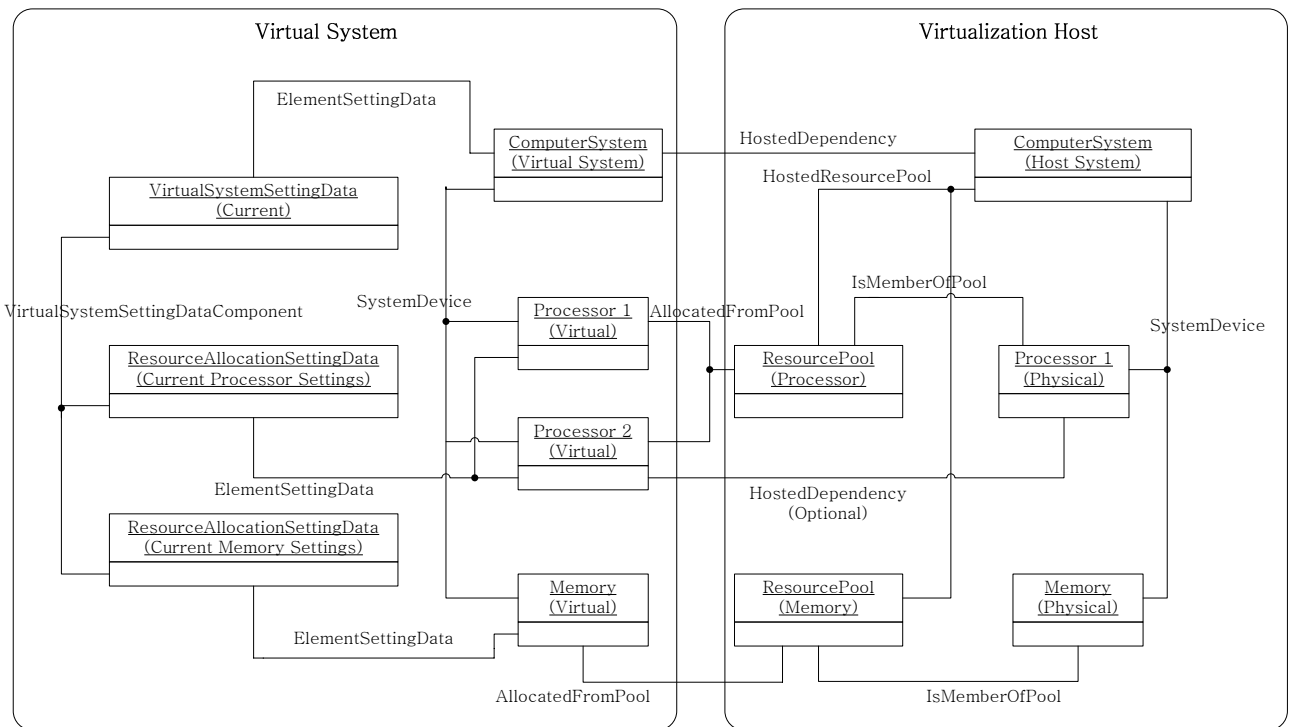 Virtual System
Virtualization Host
ElementSettingData
ComputerSystem
(Virtual System)
HostedDependency
ComputerSystem
(Host System)
VirtualSystemSettingData
(Current)
HostedResourcePool
IsMemberOfPool
VirtualSystemSettingDataComponent
SystemDevice
Processor 1
(Virtual)
AllocatedFromPool
SystemDevice
ResourceAllocationSettingData
(Current Processor Settings)
ResourcePool
(Processor)
Processor 1
(Physical)
Processor 2
(Virtual)
ElementSettingData
HostedDependency
(Optional)
ResourceAllocationSettingData
(Current Memory Settings)
Memory
(Virtual)
ResourcePool
(Memory)
Memory
(Physical)
ElementSettingData
AllocatedFromPool
IsMemberOfPool